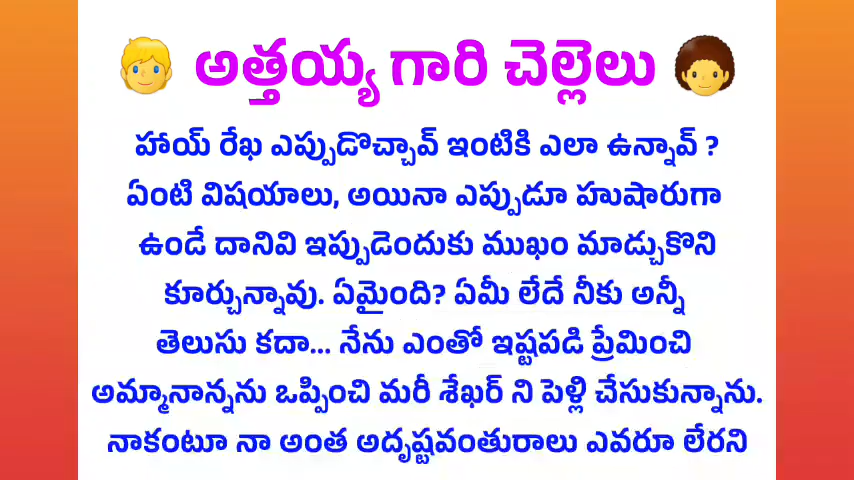 అత్తయ్య గారి చెల్లెలు
హాయ్ రేఖ ఎప్పుడొచ్చావ్ ఇంటికి ఎలా ఉన్నావ్ ?
ఏంటి విషయాలు, అయినా ఎప్పుడూ హుషారుగా
ఉండే దానివి ఇప్పుడెందుకు ముఖం మాడ్చుకొని
కూర్చున్నావు. ఏమైంది? ఏమీ లేదే నీకు అన్నీ
తెలుసు కదా... నేను ఎంతో ఇష్టపడి ప్రేమించి
అమ్మానాన్నను ఒప్పించి మరీ శేఖర్ ని పెళ్లి చేసుకున్నాను.
నాకంటూ నా అంత అదృష్టవంతురాలు ఎవరూ లేరని